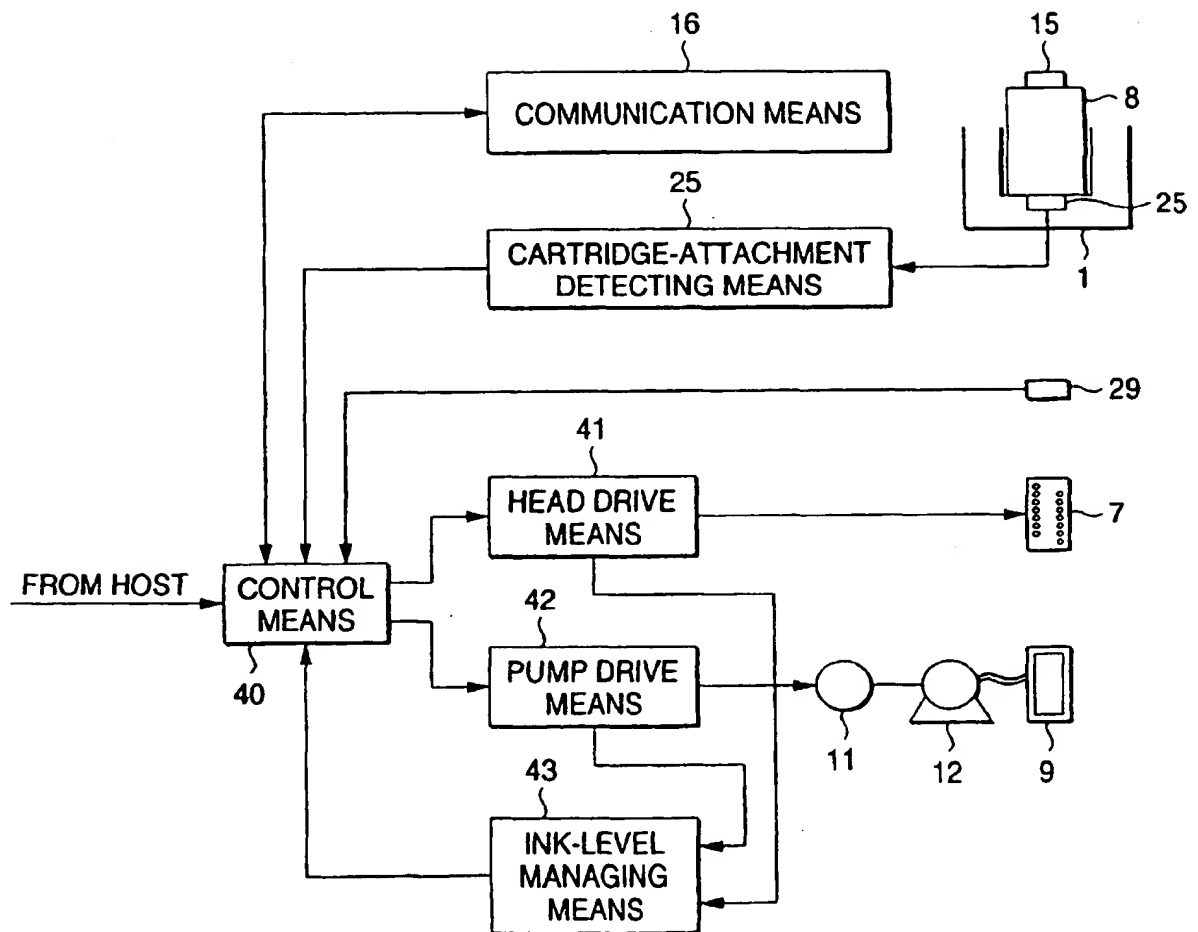 16
15
COMMUNICATION MEANS
8
25
25
CARTRIDGE-ATTACHMENT
DETECTING MEANS
1
29
41
HEAD DRIVE
MEANS
7
FROM HOST
CONTROL
MEANS
40
42
PUMP DRIVE
MEANS
11
12
9
43
INK-LEVEL
MANAGING
MEANS